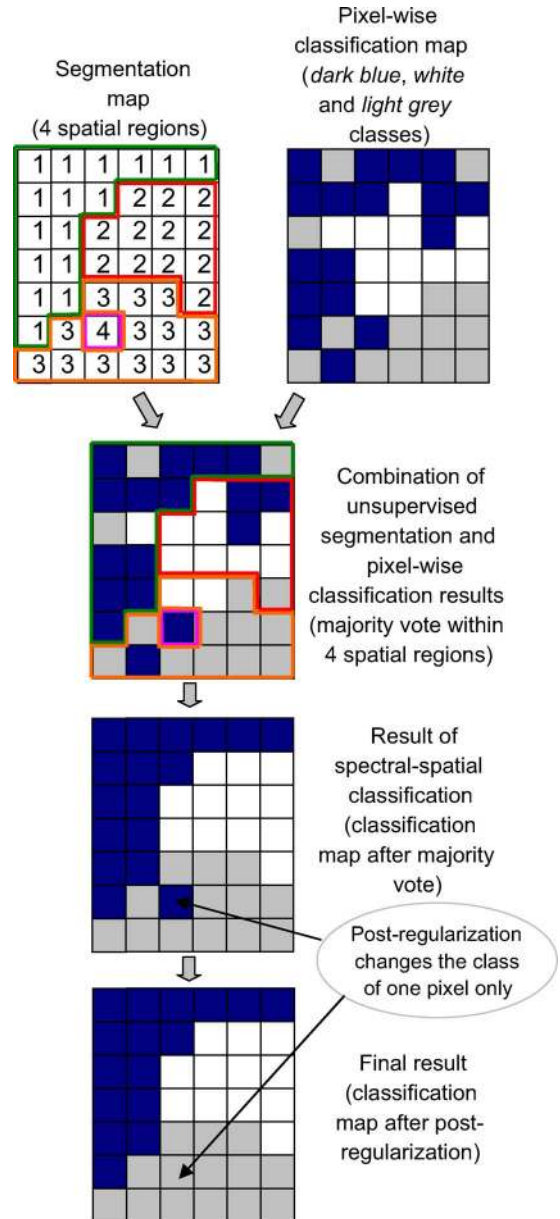 Segmentation
map
(4 spatial regions)
Pixel-wise
classification map
(dark blue, white
and light grey
classes)
1 1 1 1 1 1
1 1 1 2 2 2
1 1 2 2 2 2
1 1 2 2 2 2
1 1 3 3 3 2
1 3 4 3 3 3
3 3 3 3 3 3
Combination of
unsupervised
segmentation and
pixel-wise
classification results
(majority vote within
4 spatial regions)
Result of
spectral-spatial
classification
(classification
map after majority
vote)
Post-regularization
changes the class
of one pixel only
Final result
(classification
map after post-
regularization)